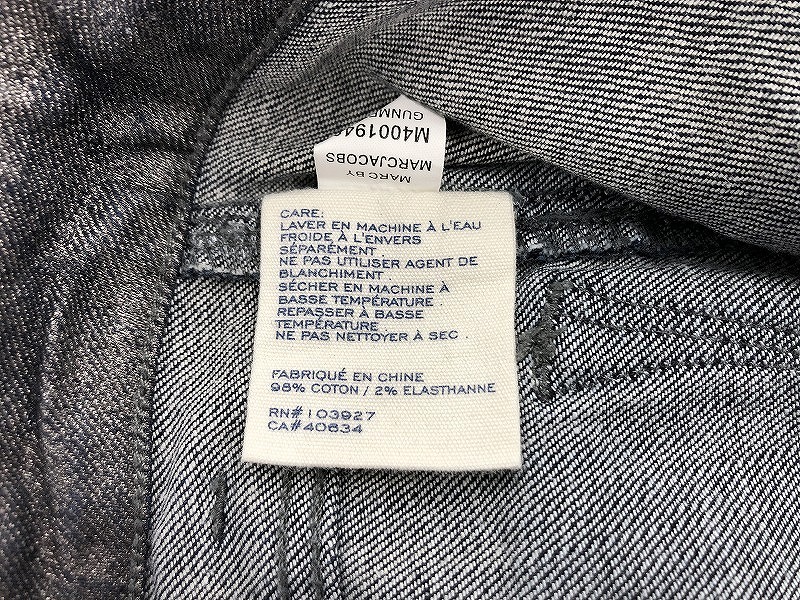 GUNME
M400194
MARCJACOBS
MARC BY
CARE:
LAVER EN MACHINE À L'EAU
FROIDE À L'ENVERS
SÉPARÉMENT.
NE PAS UTILISER AGENT DE
BLANCHIMENT.
SÉCHER EN MACHINE À
BASSE TEMPÉRATURE.
REPASSER À BASSE
TEMPÉRATURE.
NE PAS NETTOYER À SEC.
FABRIQUÉ EN CHINE
98% COTON / 2% ELASTHANNE
RN#103927
CA#40634